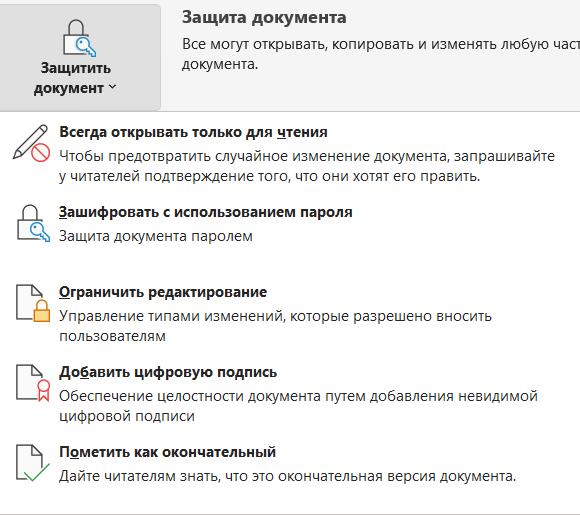 Защитить
документ
Защита документа
Все могут открывать, копировать и изменять любую част
документа.
Всегда открывать только для чтения
Чтобы предотвратить случайное изменение документа, запрашивайте
у читателей подтверждение того, что они хотят его править.
Зашифровать с использованием пароля
Защита документа паролем
Ограничить редактирование
Управление типами изменений, которые разрешено вносить
пользователям
Добавить цифровую подпись
Обеспечение целостности документа путем добавления невидимой
цифровой подписи
Пометить как окончательный
Дайте читателям знать, что это окончательная версия документа.